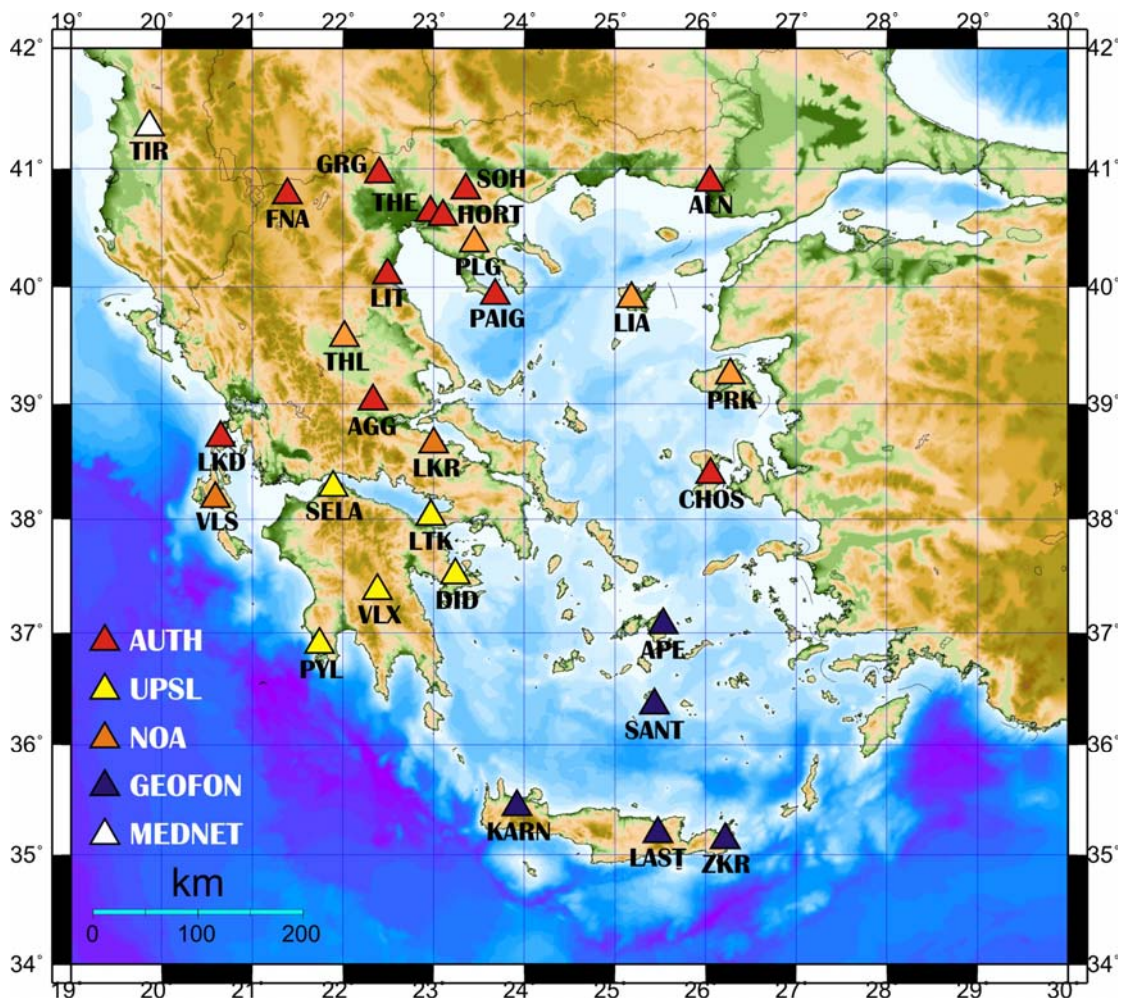 19° 20° 21° 22° 23° 24° 25° 26° 27° 28° 29° 30°
42° 42°
TIR
41° GRG SOH 41°
ALN
THE HORT
FNA
PLG
40° LIT 40°
PAIG LIA
THL
39° PRK 39°
AGG
LKR
LKD
CHOS
VLS SELA
38° 38°
LTK
DID
VLX
37° AUTH APE 37°
PYL
UPSL
SANT
36° NOA 36°
GEOFON
KARN
MEDNET LAST ZKR
35° 35°
km
0 100 200
34° 34°
19° 20° 21° 22° 23° 24° 25° 26° 27° 28° 29° 30°